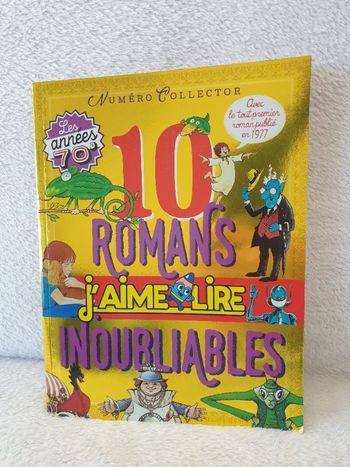 Numéro Collector
Les
années
70
Avec
le tout premier
roman publié
en 1977
10
ROMANS
j'AIME LIRE
INOUBLIABLES